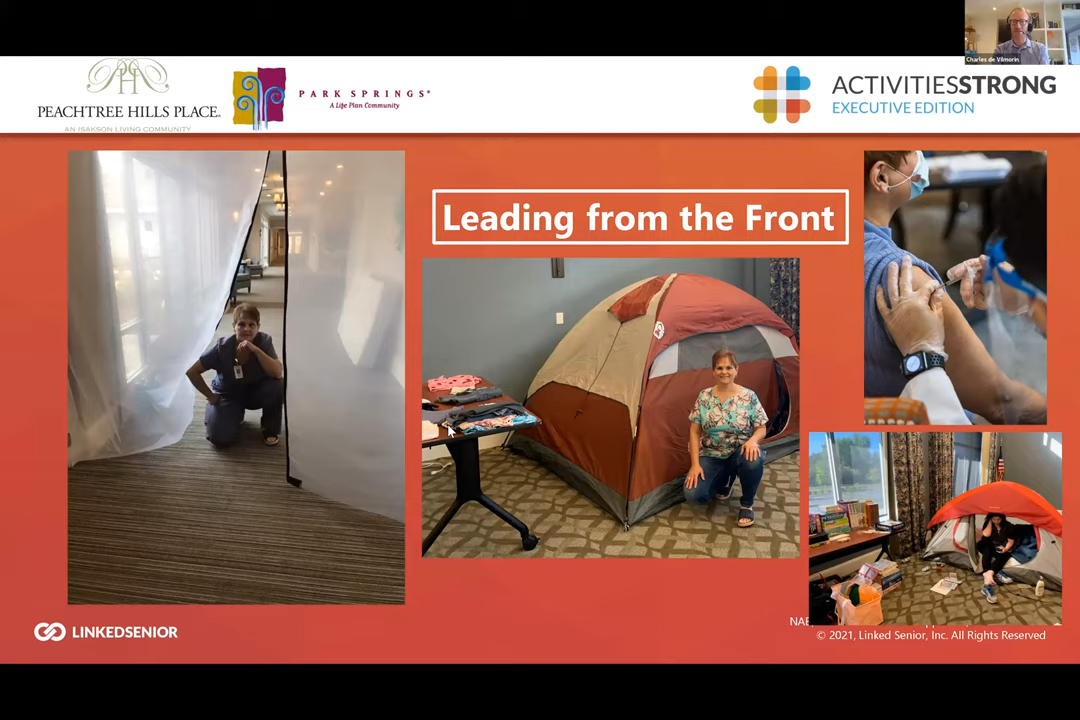 Charles de Vilmorin
PEACHTREE HILLS PLACE®
AN ISAKSON LIVING COMMUNITY
PARK SPRINGS®
A Life Plan Community
ACTIVITIESSTRONG
EXECUTIVE EDITION
Leading from the Front
LINKEDSENIOR
© 2021, Linked Senior, Inc. All Rights Reserved